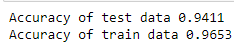 Accuracy of test data 0.9411
Accuracy of train data 0.9653